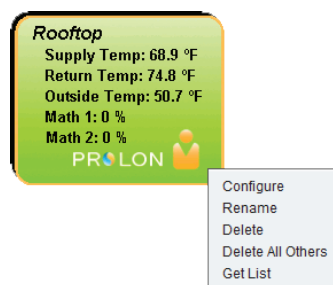 Rooftop
Supply Temp: 68.9 °F
Return Temp: 74.8 °F
Outside Temp: 50.7 °F
Math 1: 0 %
Math 2: 0 %
PROLON
Configure
Rename
Delete
Delete All Others
Get List